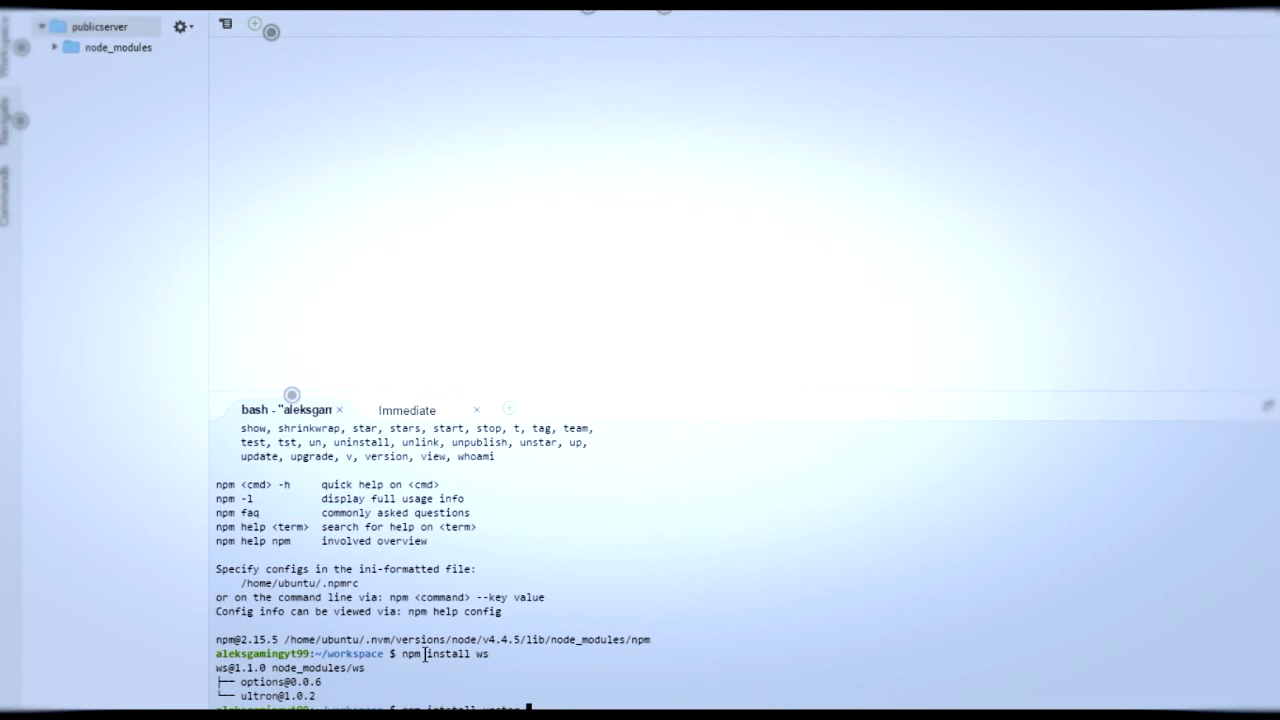 publicserver
node_modules
Commands
bash - "aleksgam
Immediate
show, shrinkwrap, star, stars, start, stop, t, tag, team,
test, tst, un, uninstall, unlink, unpublish, unstar, up,
update, upgrade, v, version, view, whoami
npm <cmd> -h quick help on <cmd>
npm -l display full usage info
npm faq commonly asked questions
npm help <term> search for help on <term>
npm help npm involved overview
Specify configs in the ini-formatted file:
/home/ubuntu/.npmrc
or on the command line via: npm <command> --key value
Config info can be viewed via: npm help config
npm@2.15.5 /home/ubuntu/.nvm/versions/node/v4.4.5/lib/node_modules/npm
aleksgamingyt99:~/workspace $ npm install ws
ws@1.1.0 node_modules/ws
├── options@0.0.6
└── ultron@1.0.2
aleksgamingyt99:~/workspace $ npm